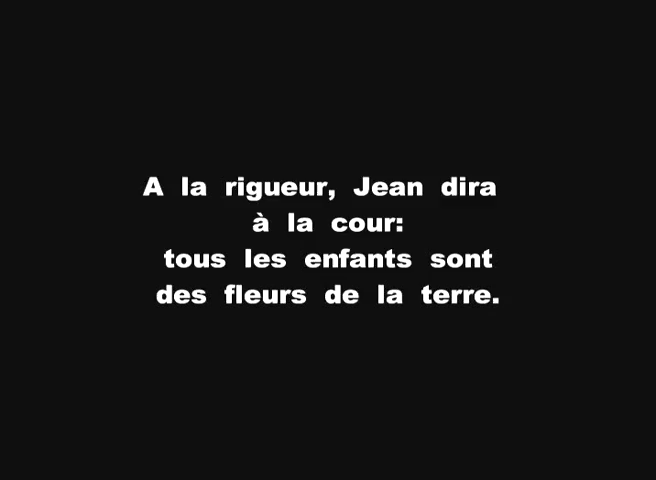 A la rigueur, Jean dira
à la cour:
tous les enfants sont
des fleurs de la terre.